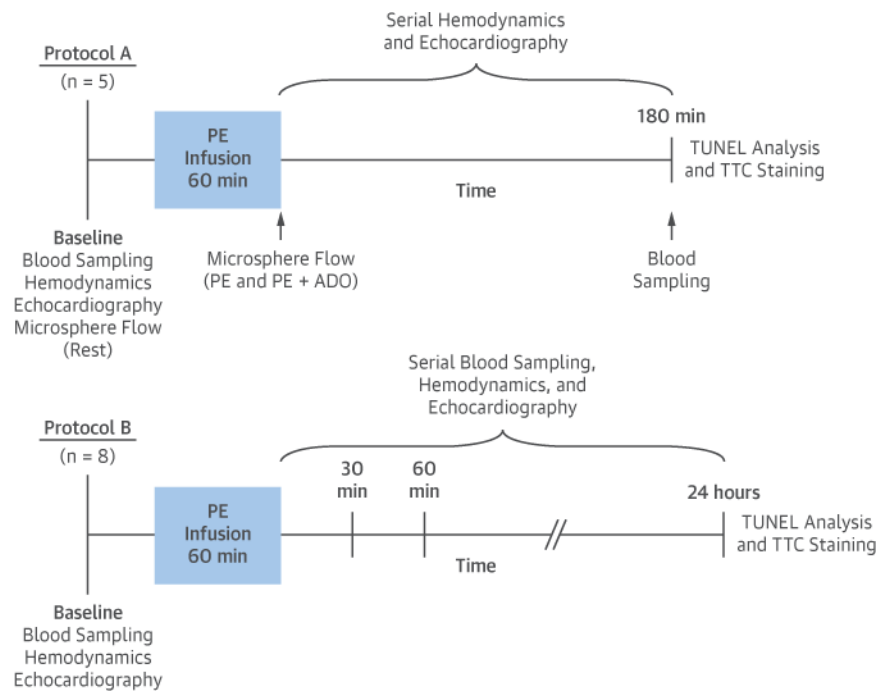 Serial Hemodynamics
and Echocardiography
Protocol A
(n = 5)
PE
Infusion
60 min
180 min
TUNEL Analysis
and TTC Staining
Time
Baseline
Blood Sampling
Hemodynamics
Echocardiography
Microsphere Flow
(Rest)
Microsphere Flow
(PE and PE + ADO)
Blood
Sampling
Serial Blood Sampling,
Hemodynamics, and
Echocardiography
Protocol B
(n = 8)
PE
Infusion
60 min
30
min
60
min
24 hours
TUNEL Analysis
and TTC Staining
Time
Baseline
Blood Sampling
Hemodynamics
Echocardiography